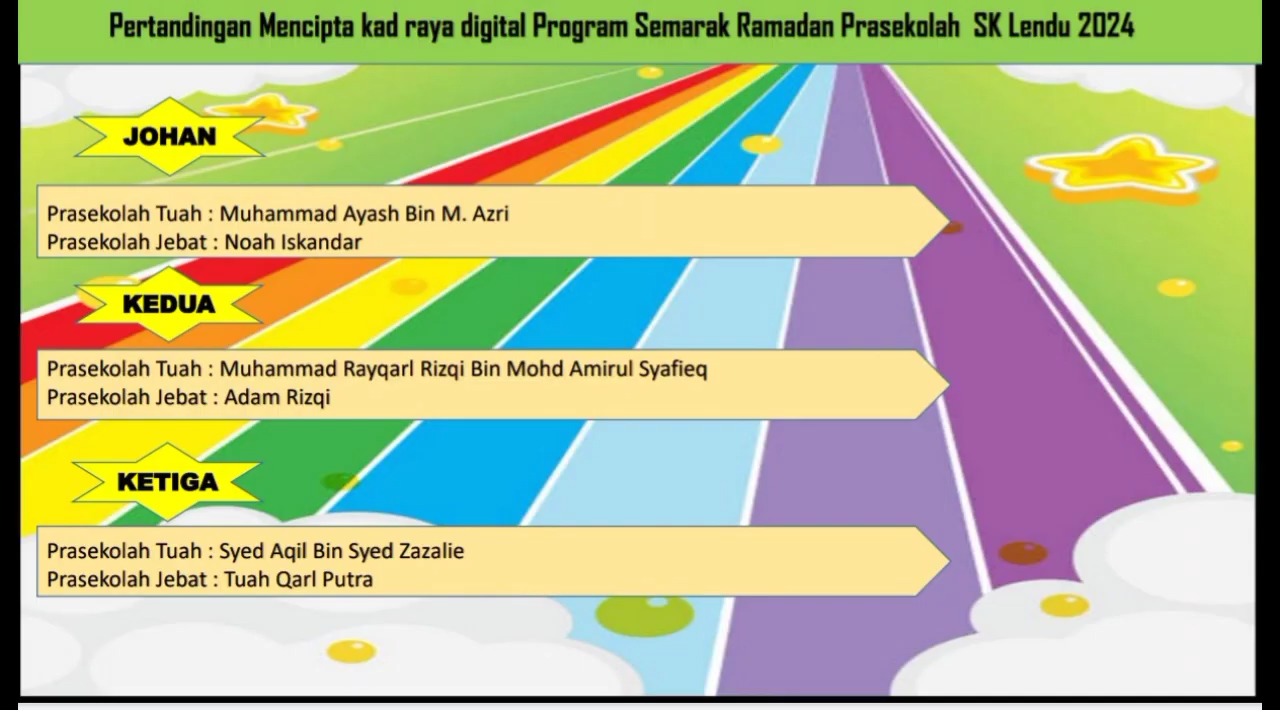 Pertandingan Mencipta kad raya digital Program Semarak Ramadan Prasekolah SK Lendu 2024
JOHAN
Prasekolah Tuah : Muhammad Ayash Bin M. Azri
Prasekolah Jebat : Noah Iskandar
KEDUA
Prasekolah Tuah : Muhammad Rayqarl Rizqi Bin Mohd Amirul Syafieq
Prasekolah Jebat : Adam Rizqi
KETIGA
Prasekolah Tuah : Syed Aqil Bin Syed Zazalie
Prasekolah Jebat : Tuah Qarl Putra